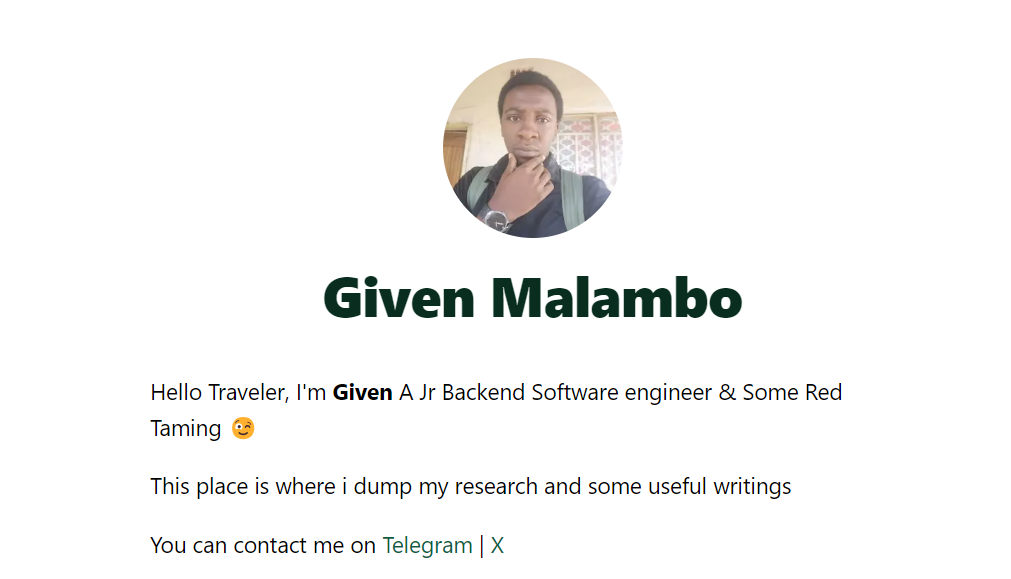 Given Malambo
Hello Traveler, I'm Given A Jr Backend Software engineer & Some Red
Taming 😉
This place is where i dump my research and some useful writings
You can contact me on Telegram | X